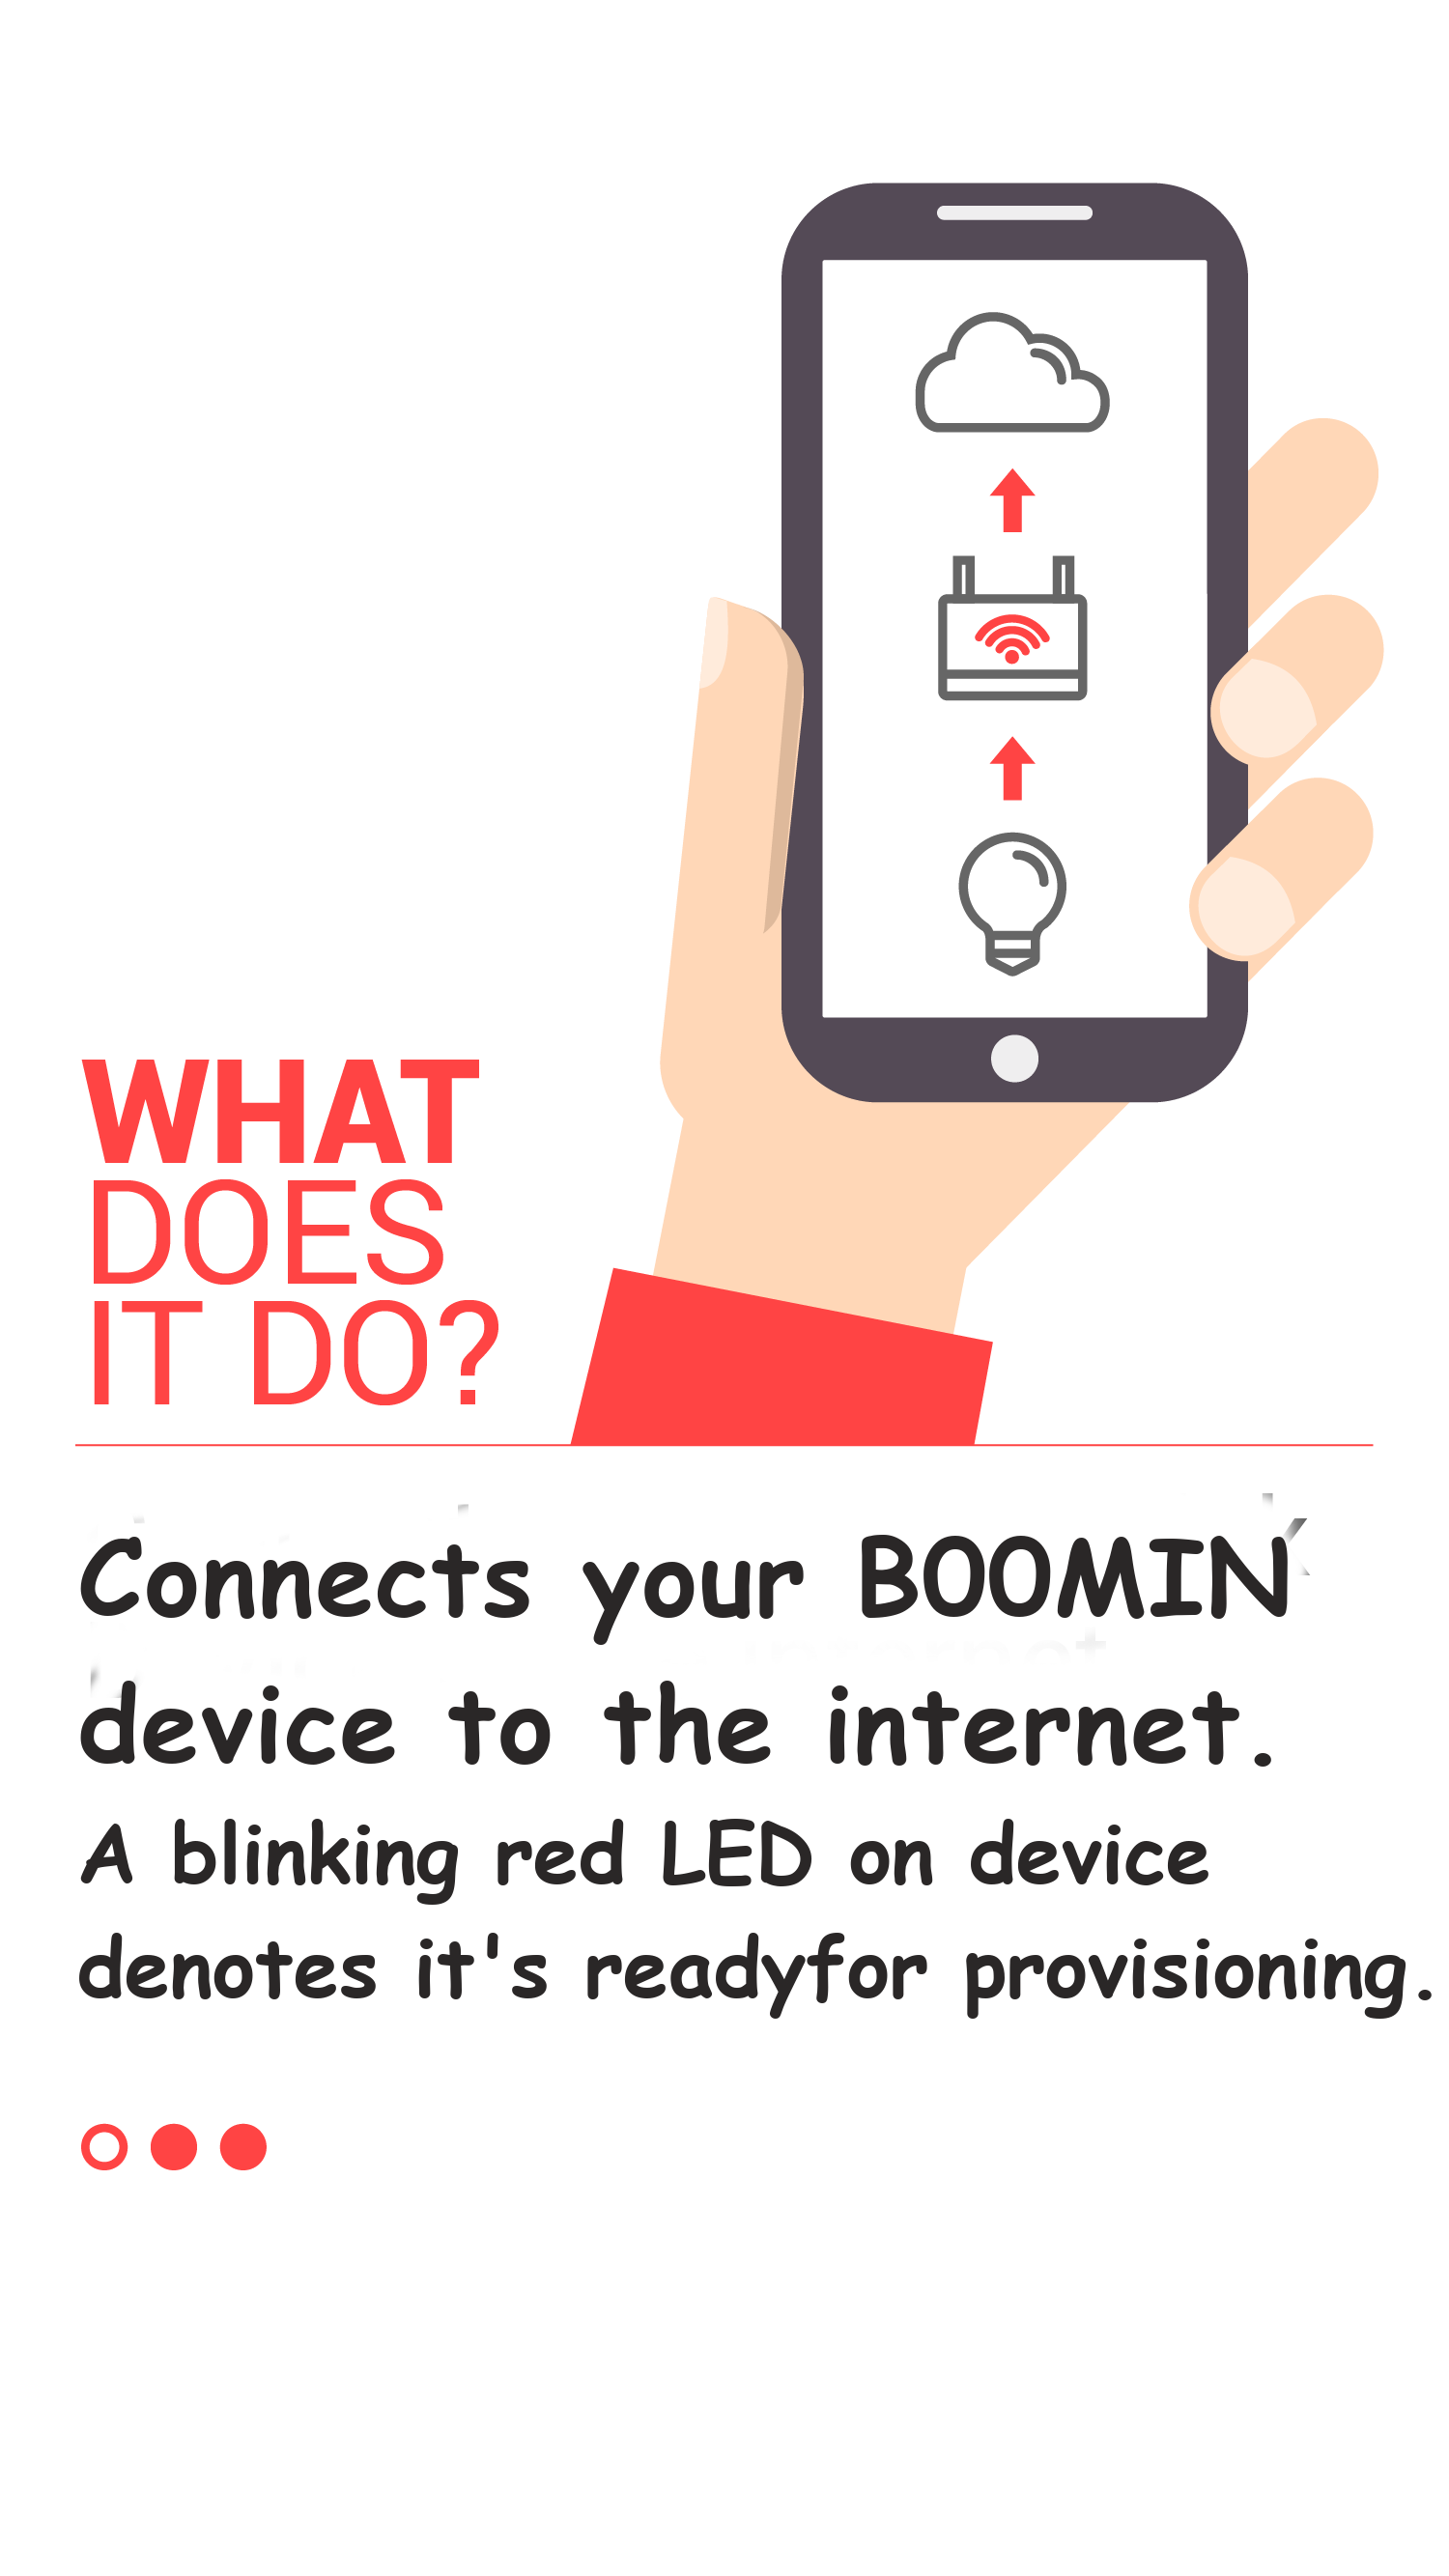 WHAT
DOES
IT DO?
Connects your BOOMIN
device to the internet.
A blinking red LED on device
denotes it's readyfor provisioning.